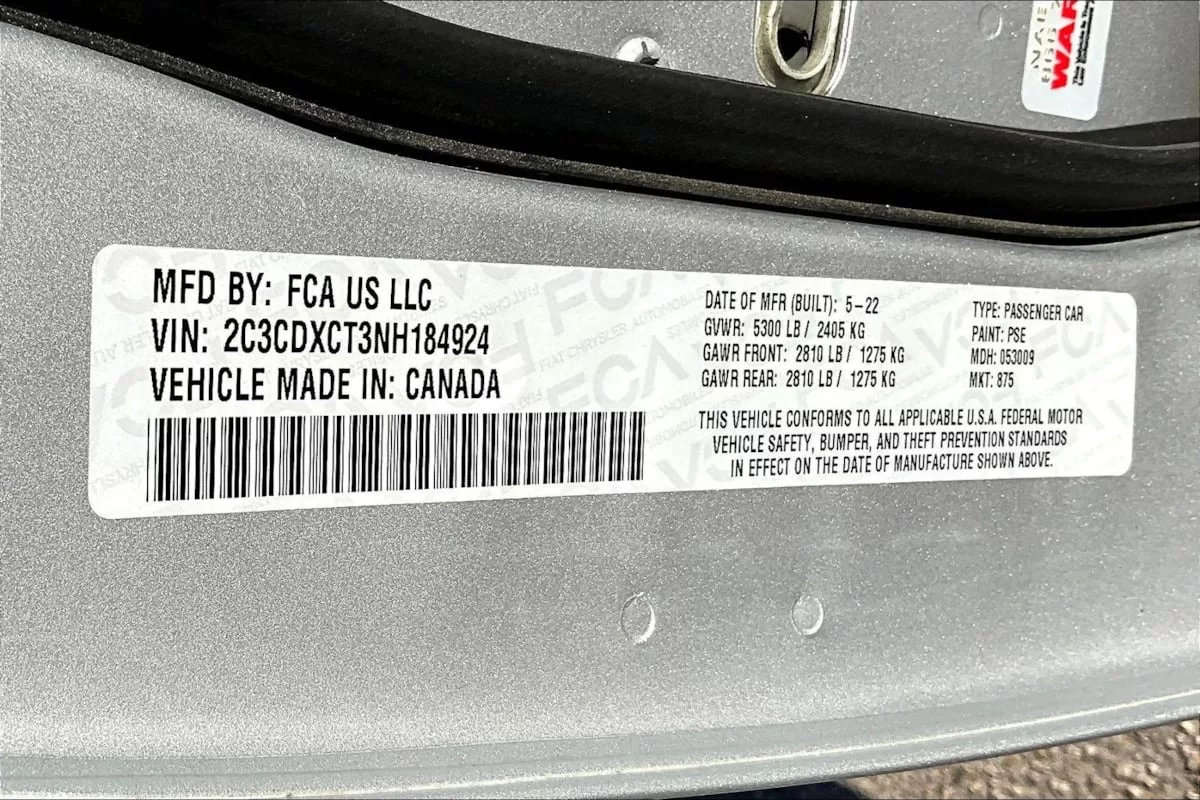 WAR
MFD BY: FCA US LLC
VIN: 2C3CDXCT3NH184924
VEHICLE MADE IN: CANADA
DATE OF MFR (BUILT): 5-22
GVWR: 5300 LB / 2405 KG
GAWR FRONT: 2810 LB / 1275 KG
GAWR REAR: 2810 LB / 1275 KG
TYPE: PASSENGER CAR
PAINT: PSE
MDH: 053009
MKT: 875
THIS VEHICLE CONFORMS TO ALL APPLICABLE U.S.A. FEDERAL MOTOR
VEHICLE SAFETY, BUMPER, AND THEFT PREVENTION STANDARDS
IN EFFECT ON THE DATE OF MANUFACTURE SHOWN ABOVE.